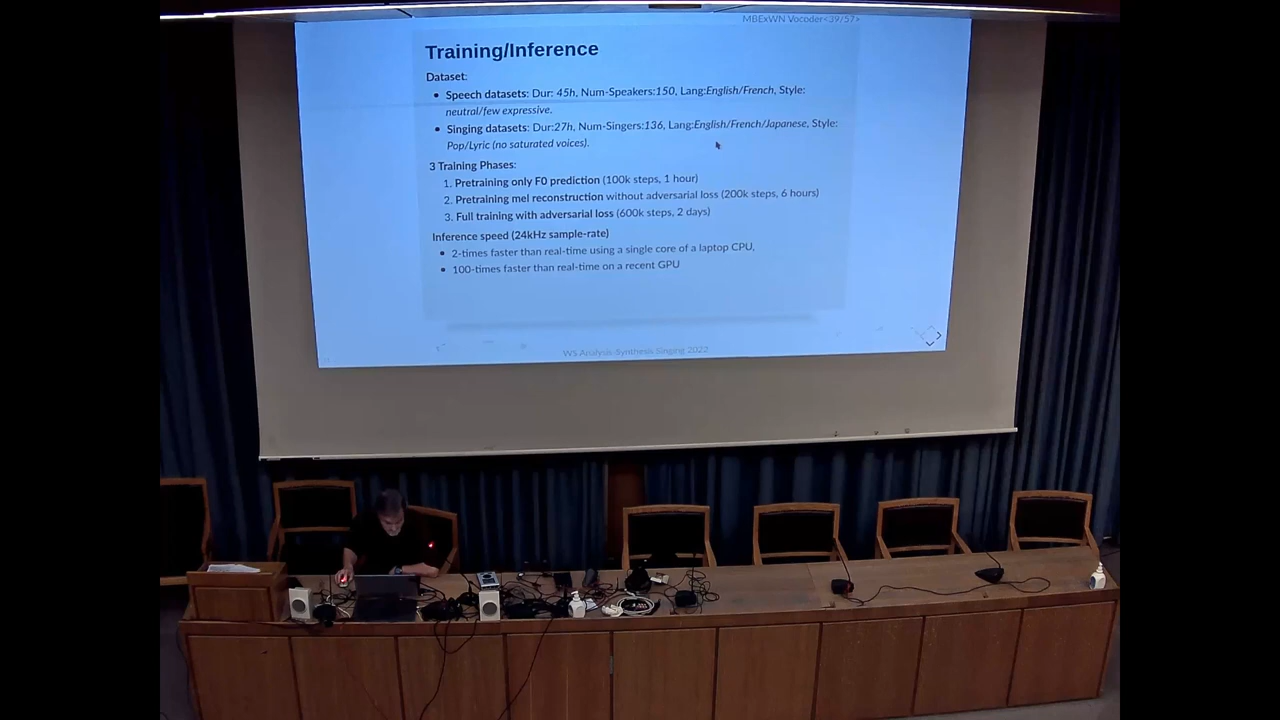 MBExWN Vocoder<39/57>
Training/Inference
Dataset:
• Speech datasets: Dur: 45h, Num-Speakers:150, Lang:English/French, Style:
neutral/few expressive.
• Singing datasets: Dur:27h, Num-Singers:136, Lang:English/French/Japanese, Style:
Pop/Lyric (no saturated voices).
3 Training Phases:
1. Pretraining only F0 prediction (100k steps, 1 hour)
2. Pretraining mel reconstruction without adversarial loss (200k steps, 6 hours)
3. Full training with adversarial loss (600k steps, 2 days)
Inference speed (24kHz sample-rate)
• 2-times faster than real-time using a single core of a laptop CPU,
• 100-times faster than real-time on a recent GPU
WS Analysis-Synthesis Singing 2022